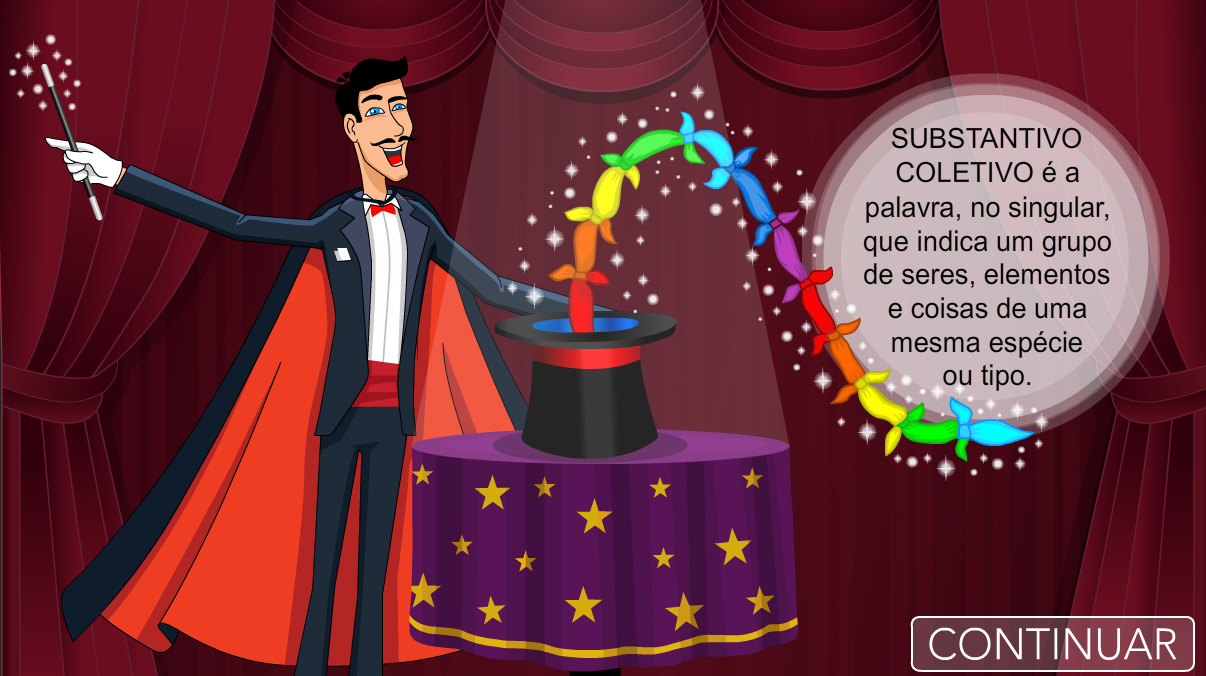 SUBSTANTIVO
COLETIVO é a
palavra, no singular,
que indica um grupo
de seres, elementos
e coisas de uma
mesma espécie
ou tipo.
CONTINUAR